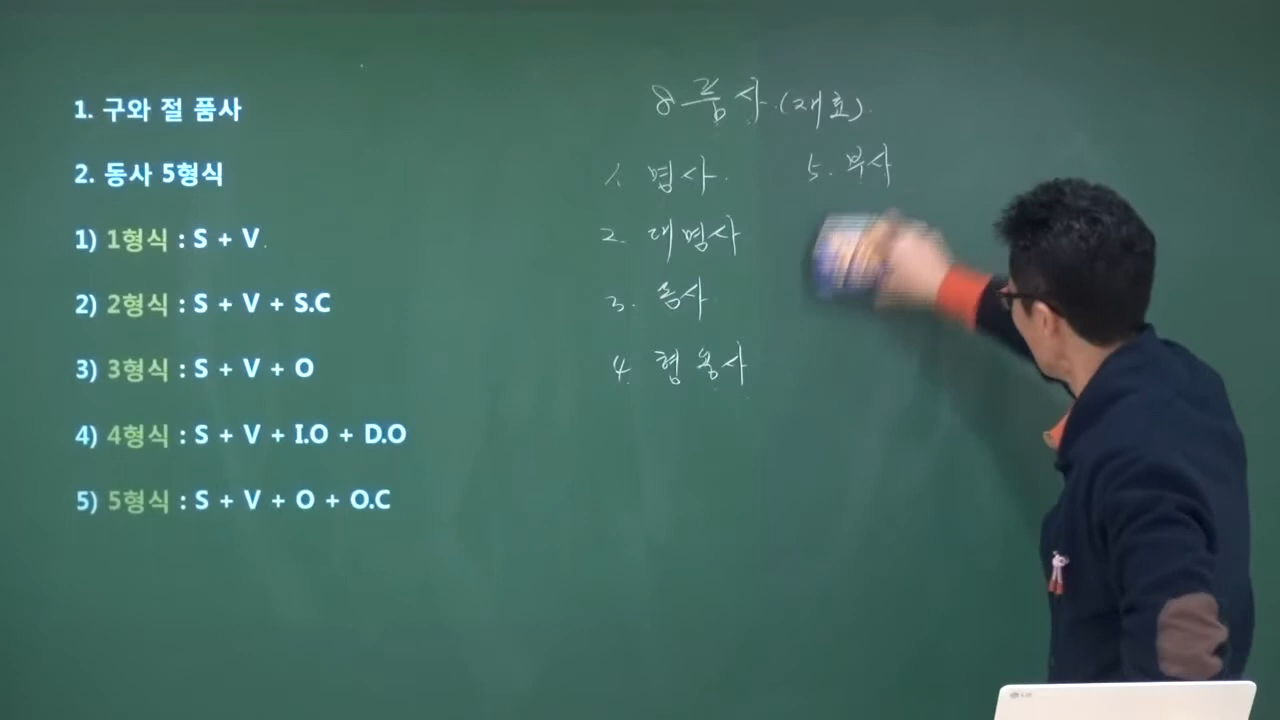 1. 구와 절 품사
2. 동사 5형식
1) 1형식 : S + V
2) 2형식 : S + V + S.C
3) 3형식 : S + V + O
4) 4형식 : S + V + I.O + D.O
5) 5형식 : S + V + O + O.C
8품사 (재료)
1. 명사
2. 대명사
3. 동사
4. 형용사
5. 부사
LG